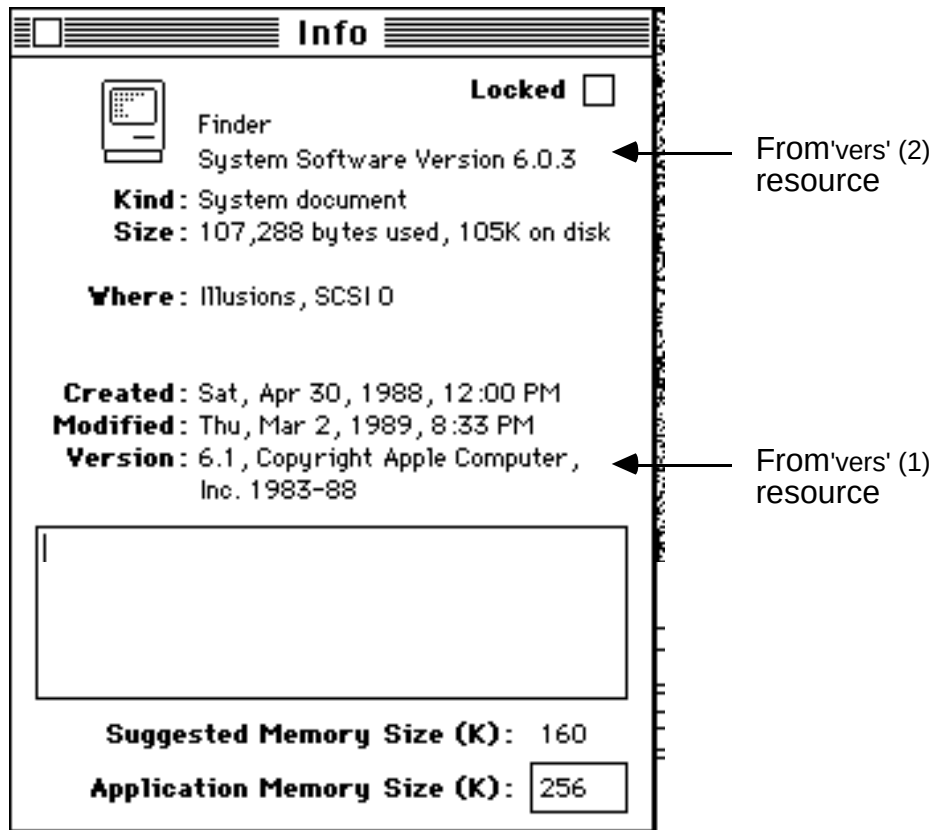 Info
Locked
Finder
System Software Version 6.0.3
From'vers' (2)
resource
Kind: System document
Size: 107,288 bytes used, 105K on disk
Where: Illusions, SCSI 0
Created: Sat, Apr 30, 1988, 12:00 PM
Modified: Thu, Mar 2, 1989, 8:33 PM
Version: 6.1, Copyright Apple Computer,
Inc. 1983-88
From'vers' (1)
resource
Suggested Memory Size (K): 160
Application Memory Size (K): 256